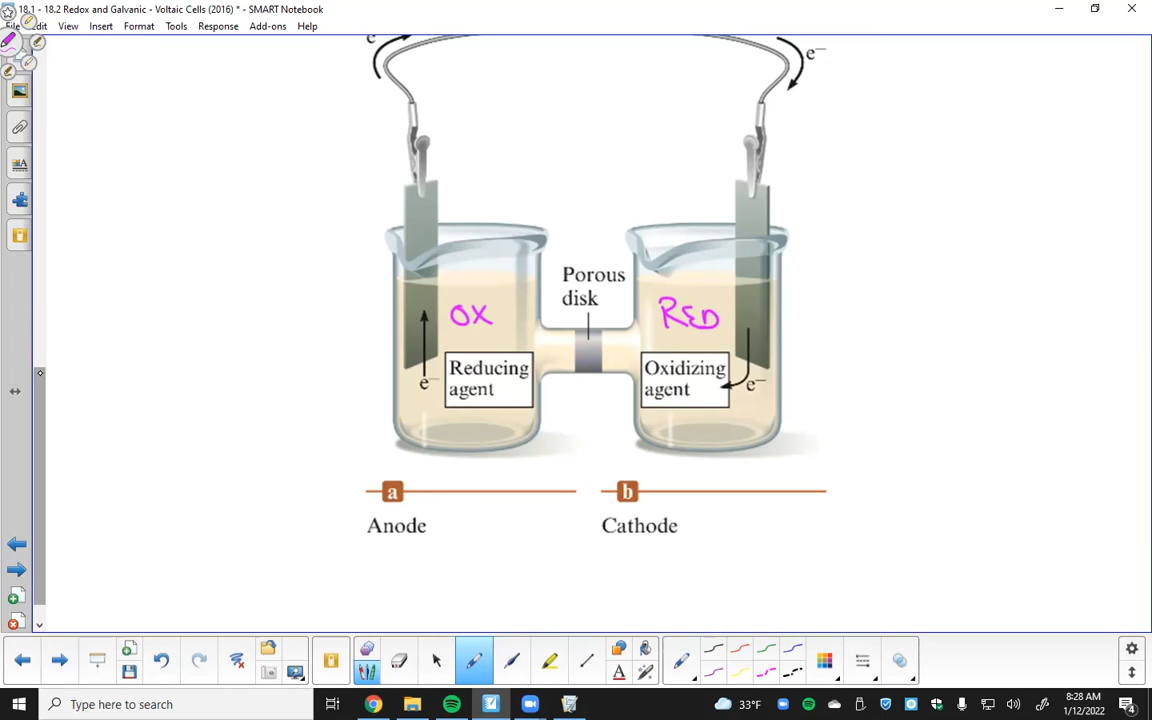 18.1 - 18.2 Redox and Galvanic - Voltaic Cells (2016) * - SMART Notebook
File Edit View Insert Format Tools Response Add-ons Help
e
e⁻
Porous
disk
OX
RED
Reducing
agent
Oxidizing
agent
e⁻
e⁻
a
b
Anode
Cathode
A
Type here to search
33°F
8:28 AM
1/12/2022
4